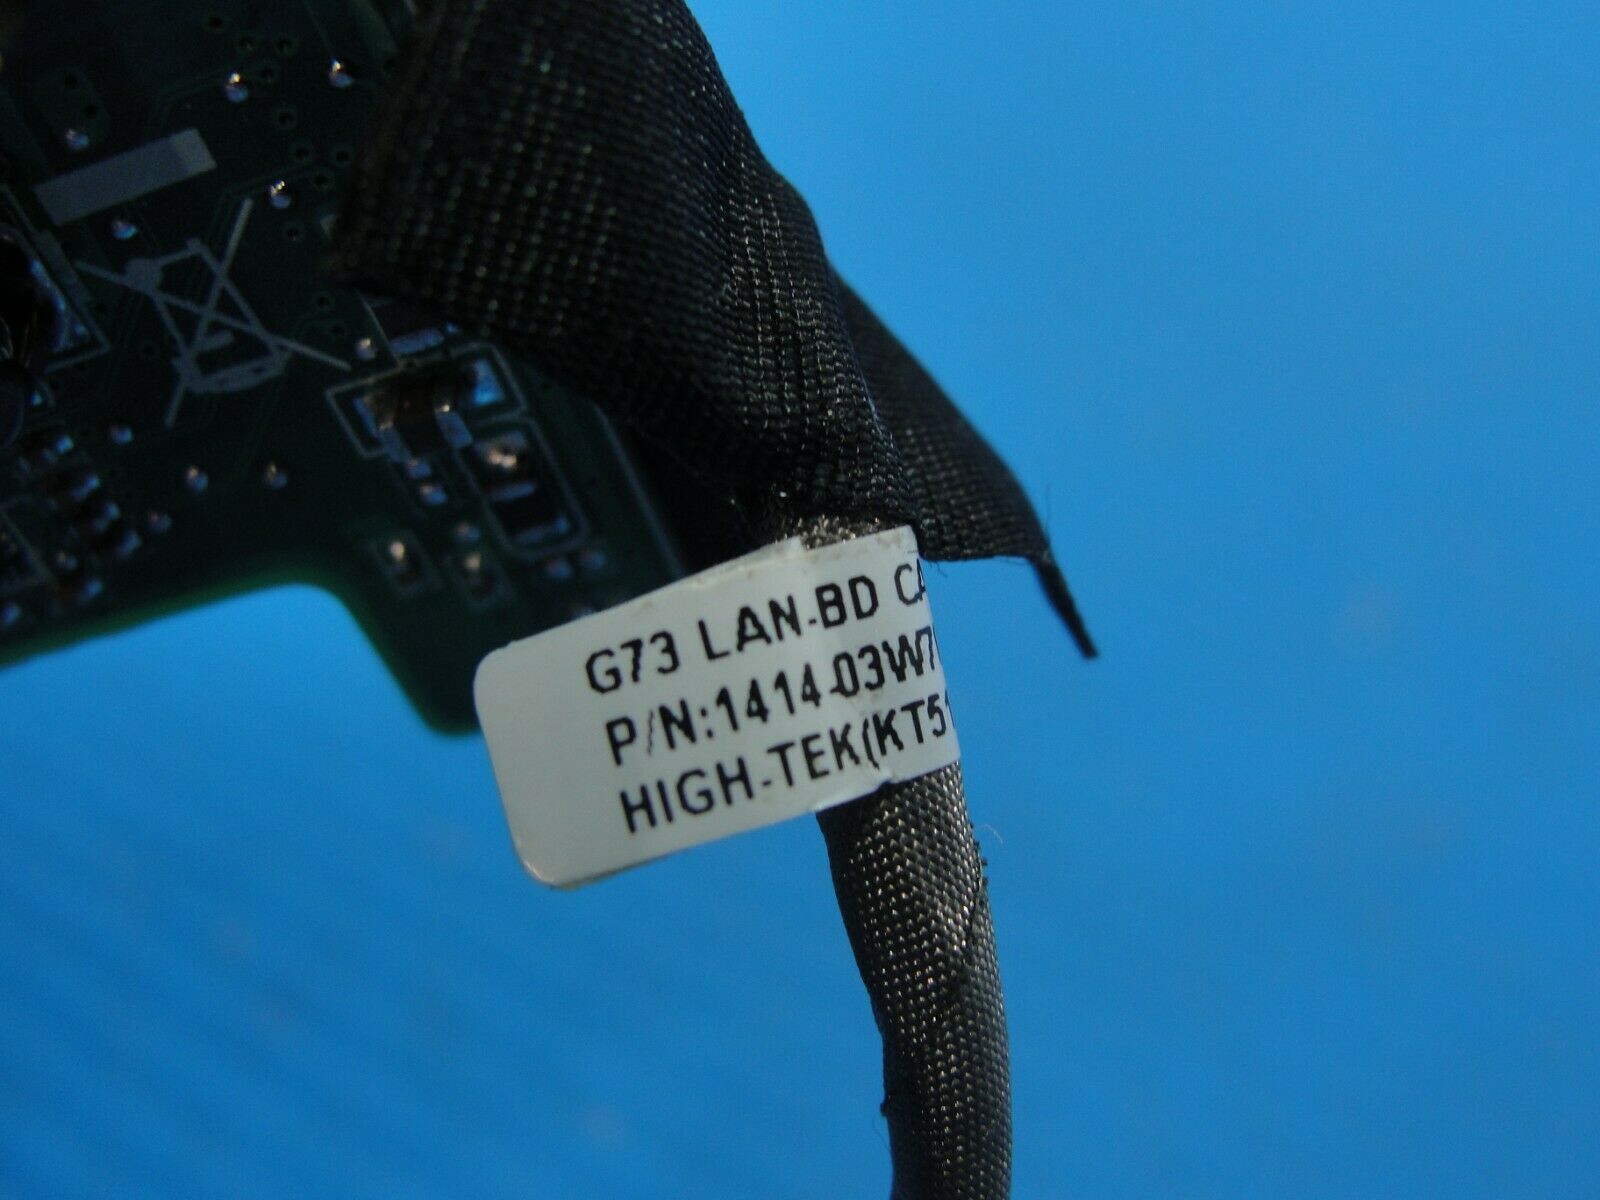 G73 LAN-BD CA
P/N:1414-03W7
HIGH-TEK(KT51